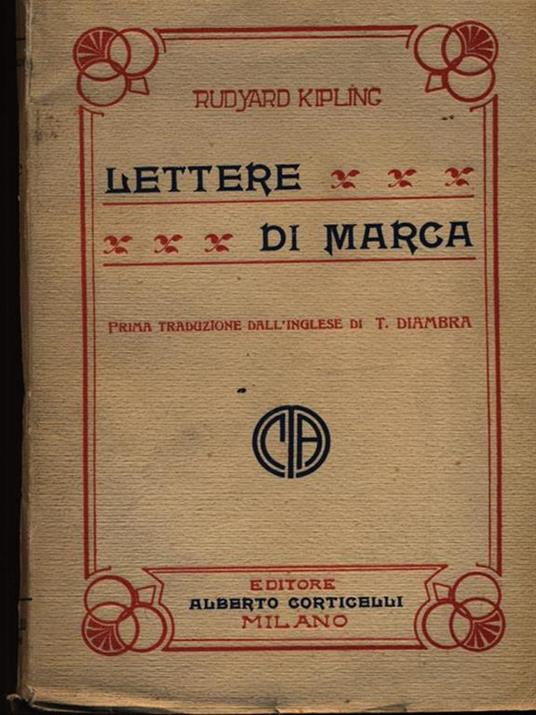 RUDYARD KIPLING
LETTERE
DI MARCA
PRIMA TRADUZIONE DALL'INGLESE DI T. DIAMBRA
EDITORE
ALBERTO CORTICELLI
MILANO